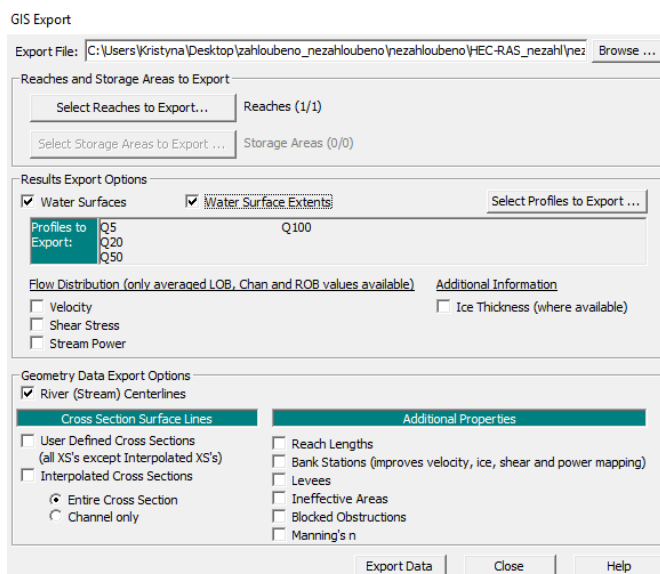 GIS Export
Export File: C:\Users\Kristyna\Desktop\zahloubeno_nezahloubeno\nezahloubeno\HEC-RAS_nezahl\nez Browse ...
Reaches and Storage Areas to Export
Select Reaches to Export... Reaches (1/1)
Select Storage Areas to Export ... Storage Areas (0/0)
Results Export Options
Water Surfaces Water Surface Extents Select Profiles to Export ...
Profiles to Export: Q5 Q100
Q20
Q50
Flow Distribution (only averaged LOB, Chan and ROB values available) Additional Information
Velocity Ice Thickness (where available)
Shear Stress
Stream Power
Geometry Data Export Options
River (Stream) Centerlines
Cross Section Surface Lines Additional Properties
User Defined Cross Sections Reach Lengths
(all XS's except Interpolated XS's) Bank Stations (improves velocity, ice, shear and power mapping)
Interpolated Cross Sections Levees
Entire Cross Section Ineffective Areas
Channel only Blocked Obstructions
Manning's n
Export Data Close Help